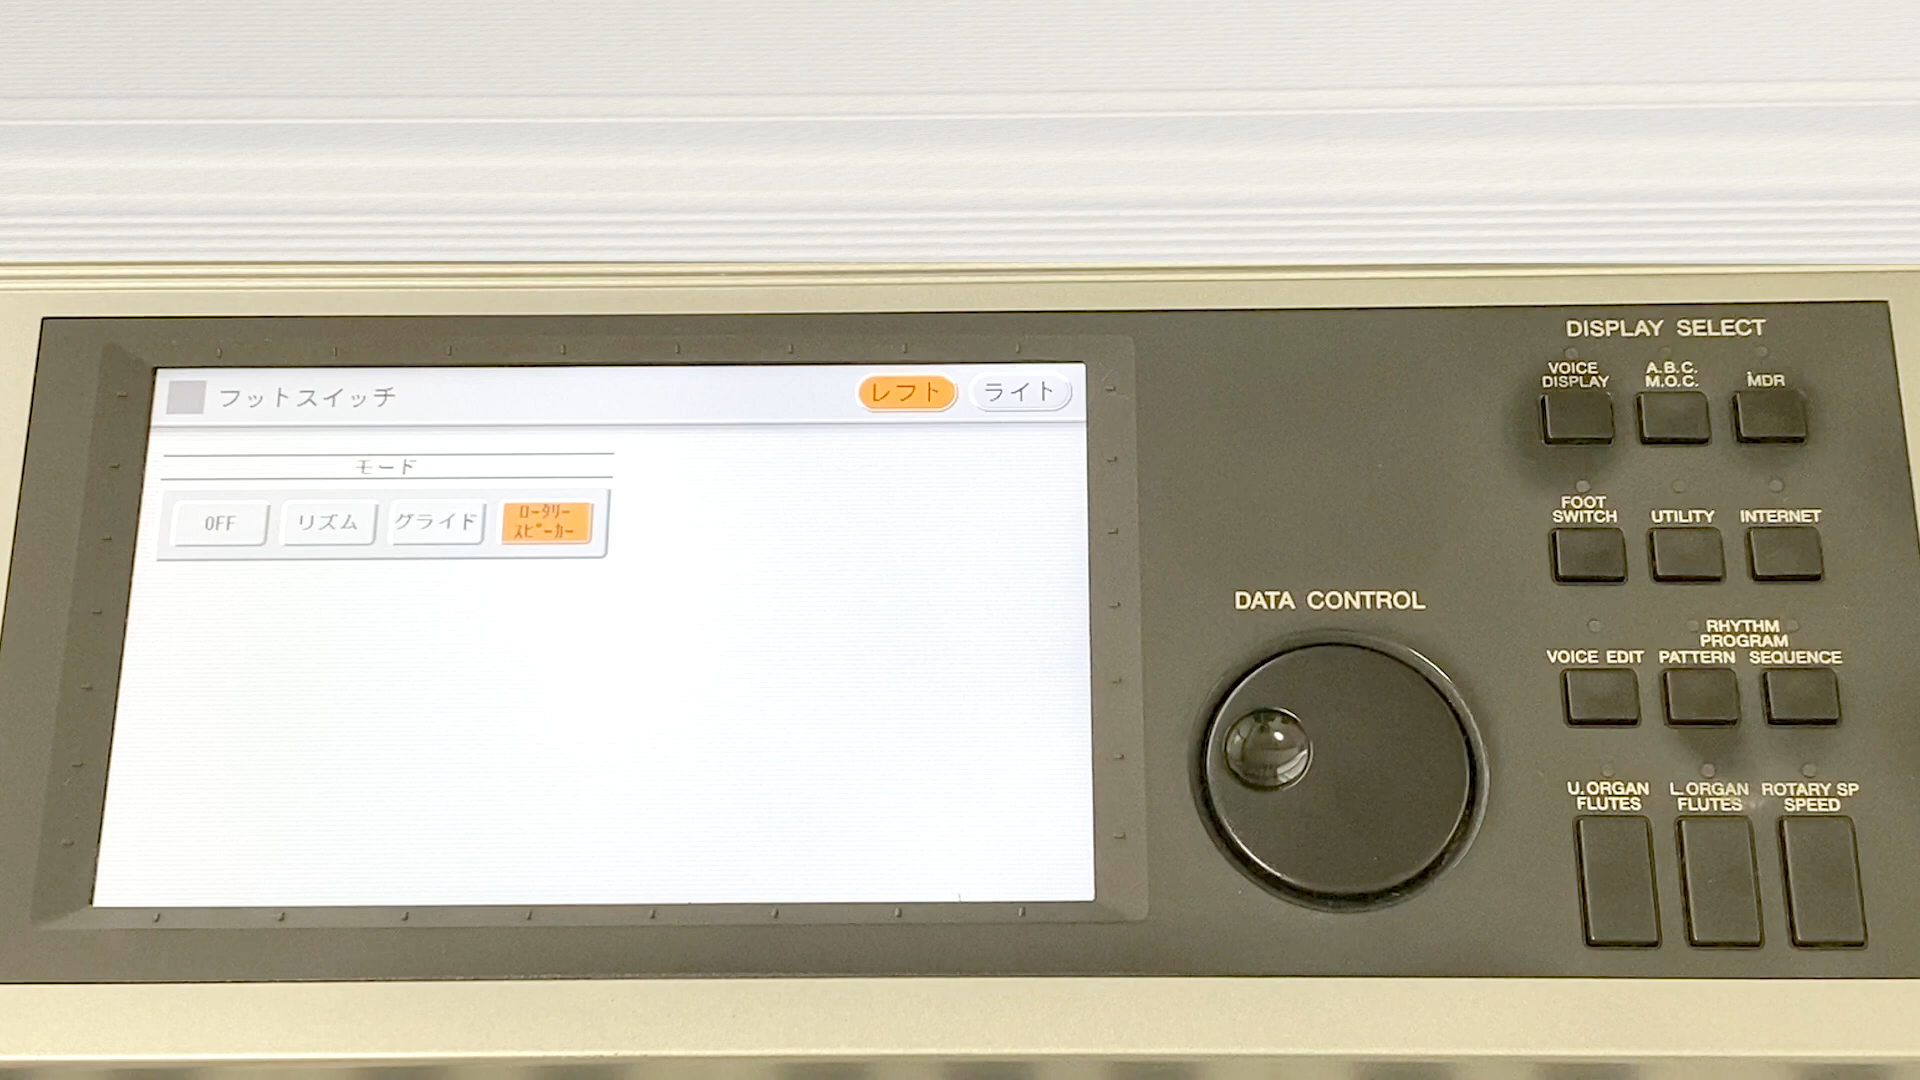 フットスイッチ
レフト ライト
モード
OFF リズム グライド ロータリー
スピーカー
DISPLAY SELECT
VOICE
DISPLAY
A.B.C.
M.O.C.
MDR
FOOT
SWITCH
UTILITY
INTERNET
DATA CONTROL
RHYTHM
PROGRAM
VOICE EDIT PATTERN SEQUENCE
U. ORGAN
FLUTES
L. ORGAN
FLUTES
ROTARY SP
SPEED